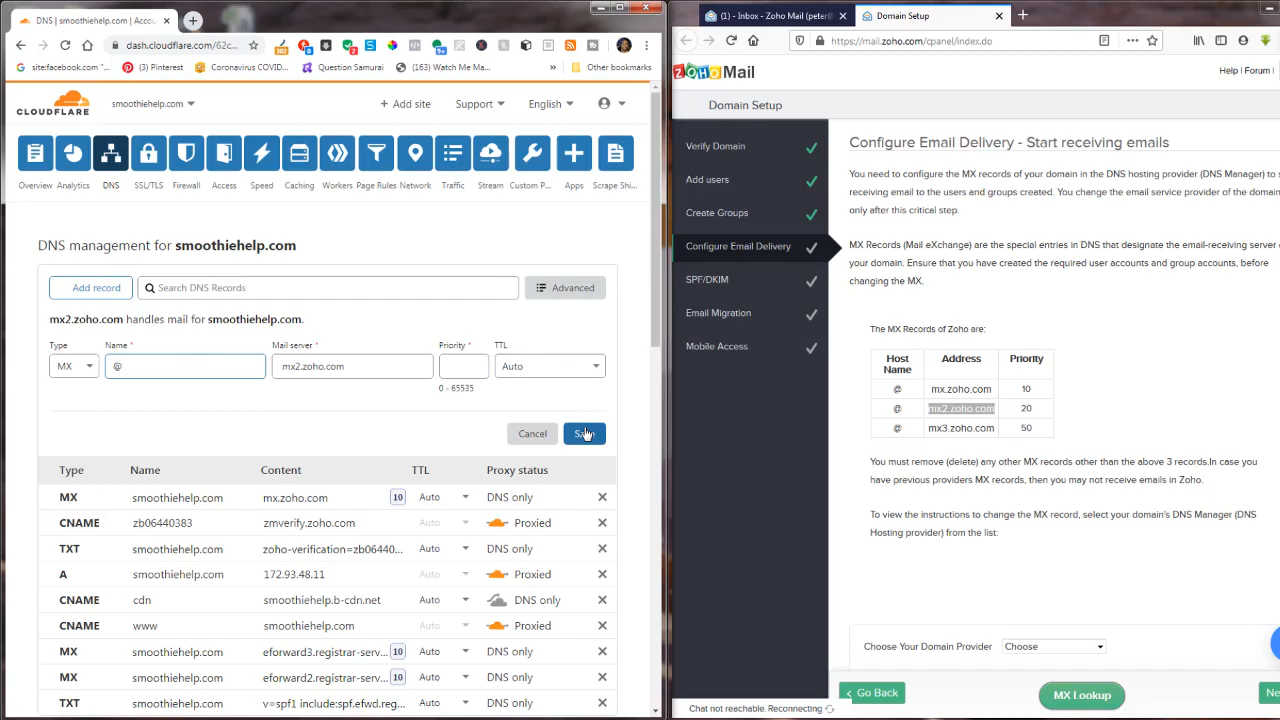 DNS | smoothiehelp.com | Accou
dash.cloudflare.com/62c...
site:facebook.com "...
(3) Pinterest
Coronavirus COVID...
Question Samurai
(163) Watch Me Ma...
»
Other bookmarks
CLOUDFLARE
smoothiehelp.com
+ Add site
Support
English
Overview
Analytics
DNS
SSL/TLS
Firewall
Access
Speed
Caching
Workers
Page Rules
Network
Traffic
Stream
Custom P...
Apps
Scrape Shi...
DNS management for smoothiehelp.com
Add record
Search DNS Records
Advanced
mx2.zoho.com handles mail for smoothiehelp.com.
Type Name * Mail server * Priority * TTL
MX @ mx2.zoho.com Auto
0 - 65535
Cancel
Type Name Content TTL Proxy status
MX smoothiehelp.com mx.zoho.com 10 Auto DNS only
CNAME zb06440383 zmverify.zoho.com Auto Proxied
TXT smoothiehelp.com zoho-verification=zb06440... Auto DNS only
A smoothiehelp.com 172.93.48.11 Auto Proxied
CNAME cdn smoothiehelp.b-cdn.net Auto DNS only
CNAME www smoothiehelp.com Auto Proxied
MX smoothiehelp.com eforward3.registrar-serv... 10 Auto DNS only
MX smoothiehelp.com eforward2.registrar-serv... 10 Auto DNS only
TXT smoothiehelp.com v=spf1 include:spf.efwd.reg... Auto DNS only
(1) - Inbox - Zoho Mail (peter@
Domain Setup
https://mail.zoho.com/cpanel/index.do
ZOHO Mail
Help | Forum |
Domain Setup
Verify Domain
Add users
Create Groups
Configure Email Delivery
SPF/DKIM
Email Migration
Mobile Access
Configure Email Delivery - Start receiving emails
You need to configure the MX records of your domain in the DNS hosting provider (DNS Manager) to s
receiving email to the users and groups created. You change the email service provider of the domain
only after this critical step.
MX Records (Mail eXchange) are the special entries in DNS that designate the email-receiving server
your domain. Ensure that you have created the required user accounts and group accounts, before
changing the MX.
The MX Records of Zoho are:
Host Name Address Priority
@ mx.zoho.com 10
@ mx2.zoho.com 20
@ mx3.zoho.com 50
You must remove (delete) any other MX records other than the above 3 records.In case you
have previous providers MX records, then you may not receive emails in Zoho.
To view the instructions to change the MX record, select your domain's DNS Manager (DNS
Hosting provider) from the list:
Choose Your Domain Provider Choose
Go Back
MX Lookup
Ne
Chat not reachable. Reconnecting